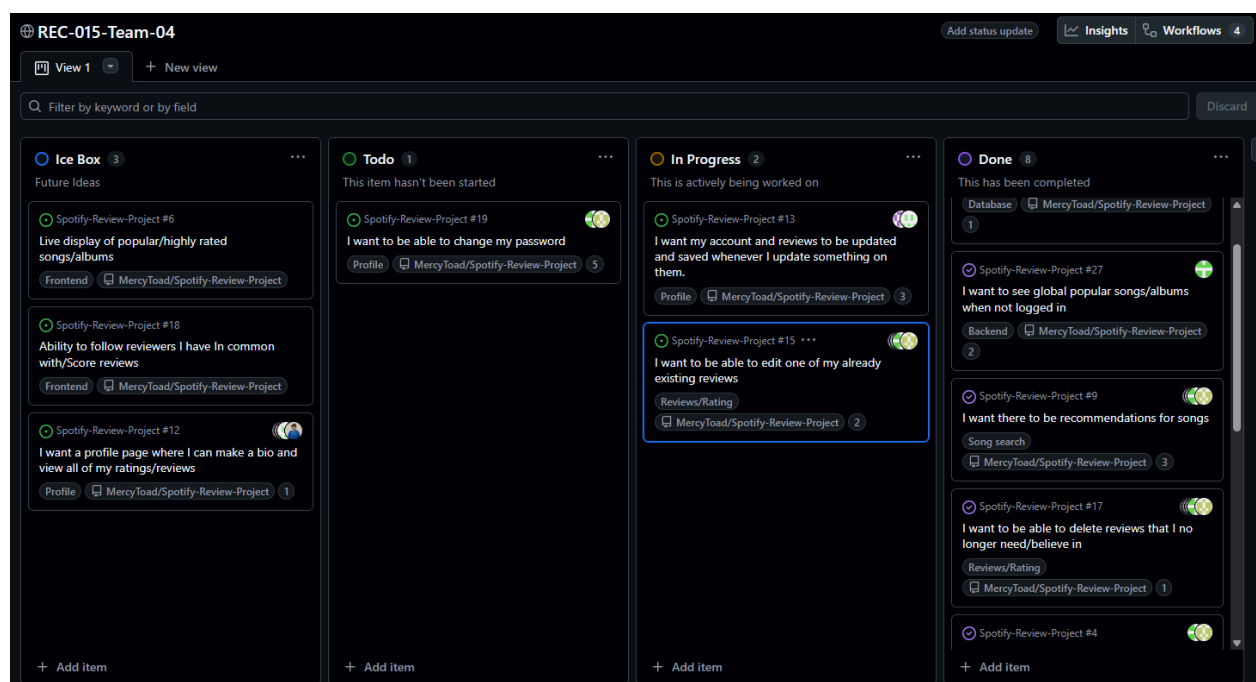 REC-015-Team-04
Add status update
Insights
Workflows 4
View 1
New view
Filter by keyword or by field
Discard
Ice Box 3
Future Ideas
Spotify-Review-Project #6
Live display of popular/highly rated
songs/albums
Frontend MercyToad/Spotify-Review-Project
Spotify-Review-Project #18
Ability to follow reviewers I have In common
with/Score reviews
Frontend MercyToad/Spotify-Review-Project
Spotify-Review-Project #12
I want a profile page where I can make a bio and
view all of my ratings/reviews
Profile MercyToad/Spotify-Review-Project 1
+ Add item
Todo 1
This item hasn't been started
Spotify-Review-Project #19
I want to be able to change my password
Profile MercyToad/Spotify-Review-Project 5
+ Add item
In Progress 2
This is actively being worked on
Spotify-Review-Project #13
I want my account and reviews to be updated
and saved whenever I update something on
them.
Profile MercyToad/Spotify-Review-Project 3
Spotify-Review-Project #15
I want to be able to edit one of my already
existing reviews
Reviews/Rating
MercyToad/Spotify-Review-Project 2
+ Add item
Done 8
This has been completed
Database MercyToad/Spotify-Review-Project
1
Spotify-Review-Project #27
I want to see global popular songs/albums
when not logged in
Backend MercyToad/Spotify-Review-Project
2
Spotify-Review-Project #9
I want there to be recommendations for songs
Song search
MercyToad/Spotify-Review-Project 3
Spotify-Review-Project #17
I want to be able to delete reviews that I no
longer need/believe in
Reviews/Rating
MercyToad/Spotify-Review-Project 1
Spotify-Review-Project #4
+ Add item